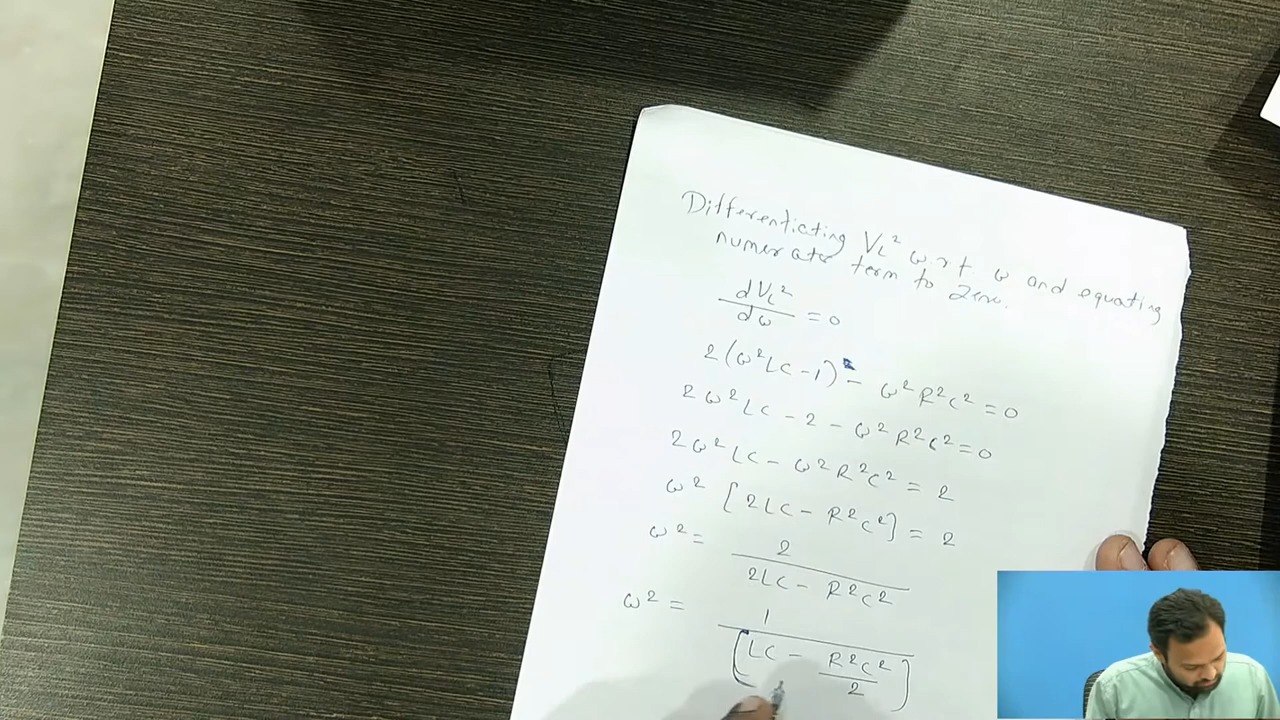 Differenticting VL² w.r.t. ω and equating
numerator term to Zero.
dVL²/dω = 0
2(ω²LC - 1) - ω²R²C² = 0
2ω²LC - 2 - ω²R²C² = 0
2ω²LC - ω²R²C² = 2
ω² [2LC - R²C²] = 2
ω² = 2/(2LC - R²C²)
ω² = 1/(LC - R²C²/2)